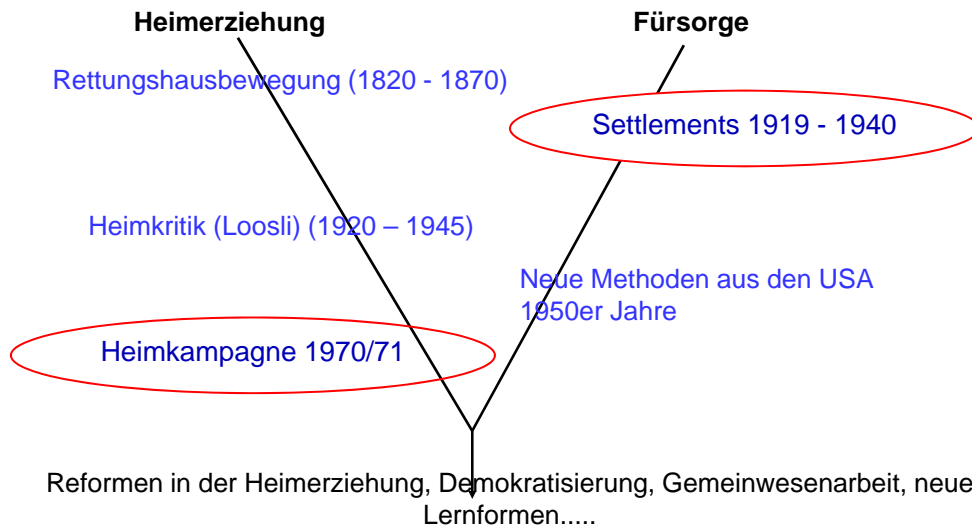 Heimerziehung
Fürsorge
Rettungshausbewegung (1820 - 1870)
Settlements 1919 - 1940
Heimkritik (Loosli) (1920 – 1945)
Neue Methoden aus den USA
1950er Jahre
Heimkampagne 1970/71
Reformen in der Heimerziehung, Demokratisierung, Gemeinwesenarbeit, neue
Lernformen.....